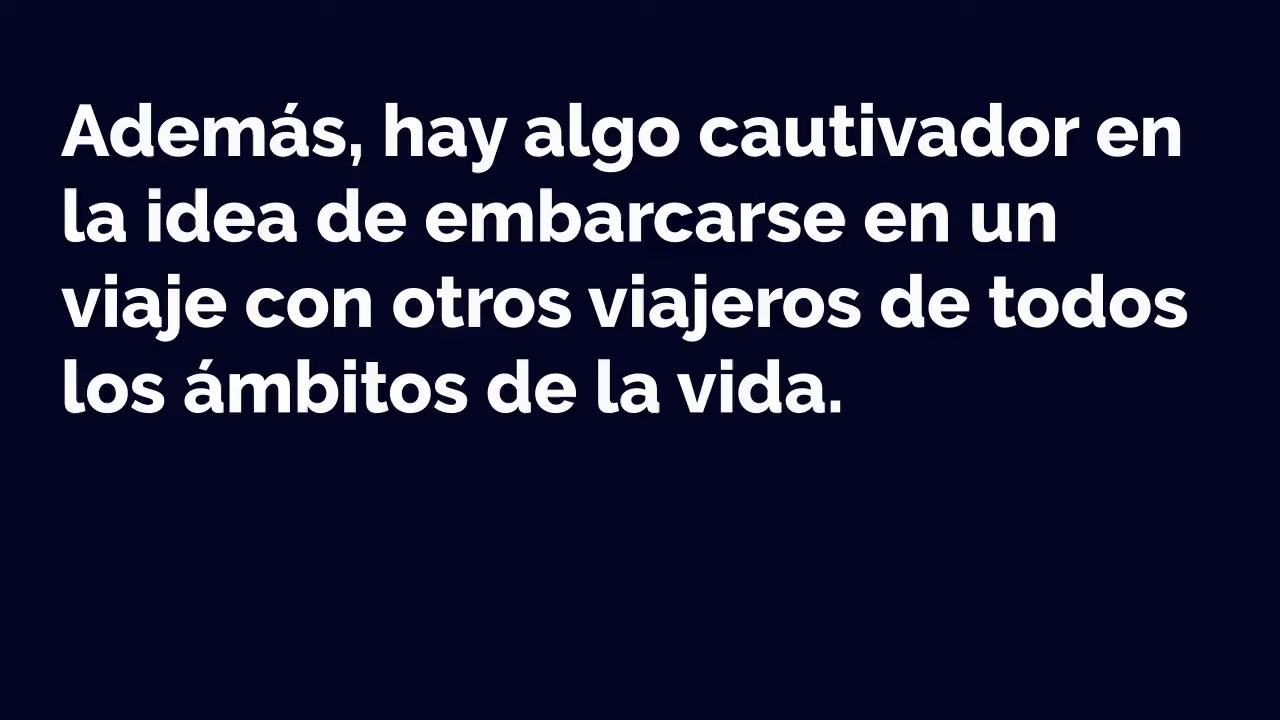 Además, hay algo cautivador en
la idea de embarcarse en un
viaje con otros viajeros de todos
los ámbitos de la vida.